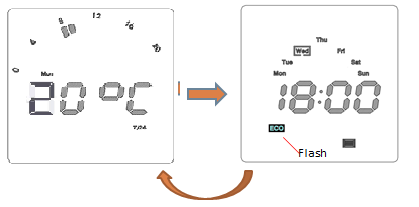 12
Mon
20°C
Thu
Wed Fri
Tue Sat
Mon Sun
18:00
ECO
Flash